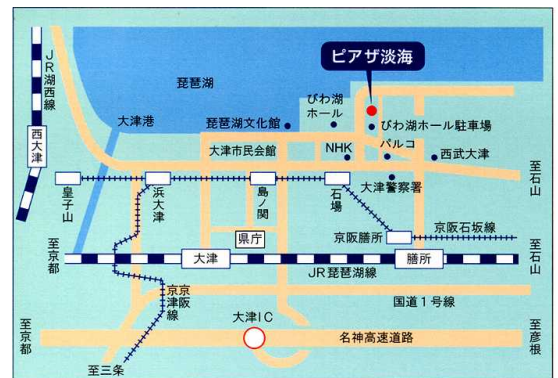 ピアザ淡海
琵琶湖
JR湖西線
西大津
大津港
琵琶湖文化館
びわ湖
ホール
びわ湖ホール駐車場
大津市民会館
NHK
パルコ
西武大津
大津警察署
至石山
皇子山
浜大津
島ノ関
石場
京阪膳所
京阪石坂線
県庁
至京都
大津
膳所
至石山
JR琵琶湖線
京阪
京津線
国道1号線
大津IC
至京都
名神高速道路
至彦根
至三条